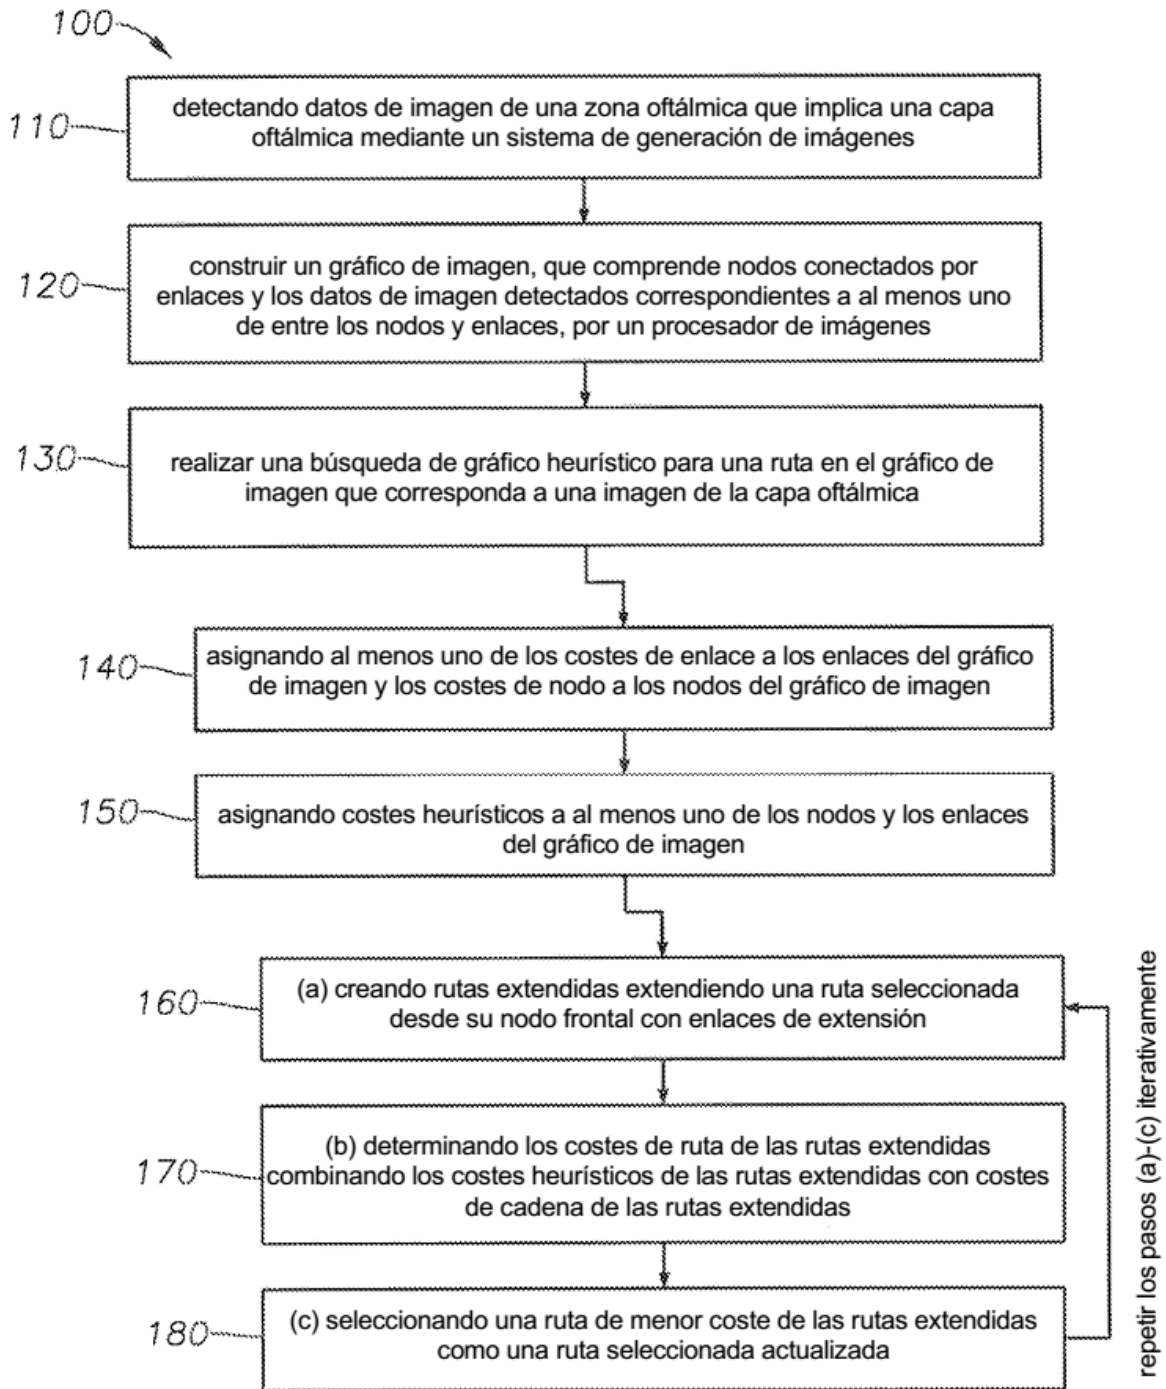 100
110
detectando datos de imagen de una zona oftálmica que implica una capa
oftálmica mediante un sistema de generación de imágenes
120
construir un gráfico de imagen, que comprende nodos conectados por
enlaces y los datos de imagen detectados correspondientes a al menos uno
de entre los nodos y enlaces, por un procesador de imágenes
130
realizar una búsqueda de gráfico heurístico para una ruta en el gráfico de
imagen que corresponda a una imagen de la capa oftálmica
140
asignando al menos uno de los costes de enlace a los enlaces del gráfico
de imagen y los costes de nodo a los nodos del gráfico de imagen
150
asignando costes heurísticos a al menos uno de los nodos y los enlaces
del gráfico de imagen
160
(a) creando rutas extendidas extendiendo una ruta seleccionada
desde su nodo frontal con enlaces de extensión
170
(b) determinando los costes de ruta de las rutas extendidas
combinando los costes heurísticos de las rutas extendidas con costes
de cadena de las rutas extendidas
180
(c) seleccionando una ruta de menor coste de las rutas extendidas
como una ruta seleccionada actualizada
repetir los pasos (a)-(c) iterativamente